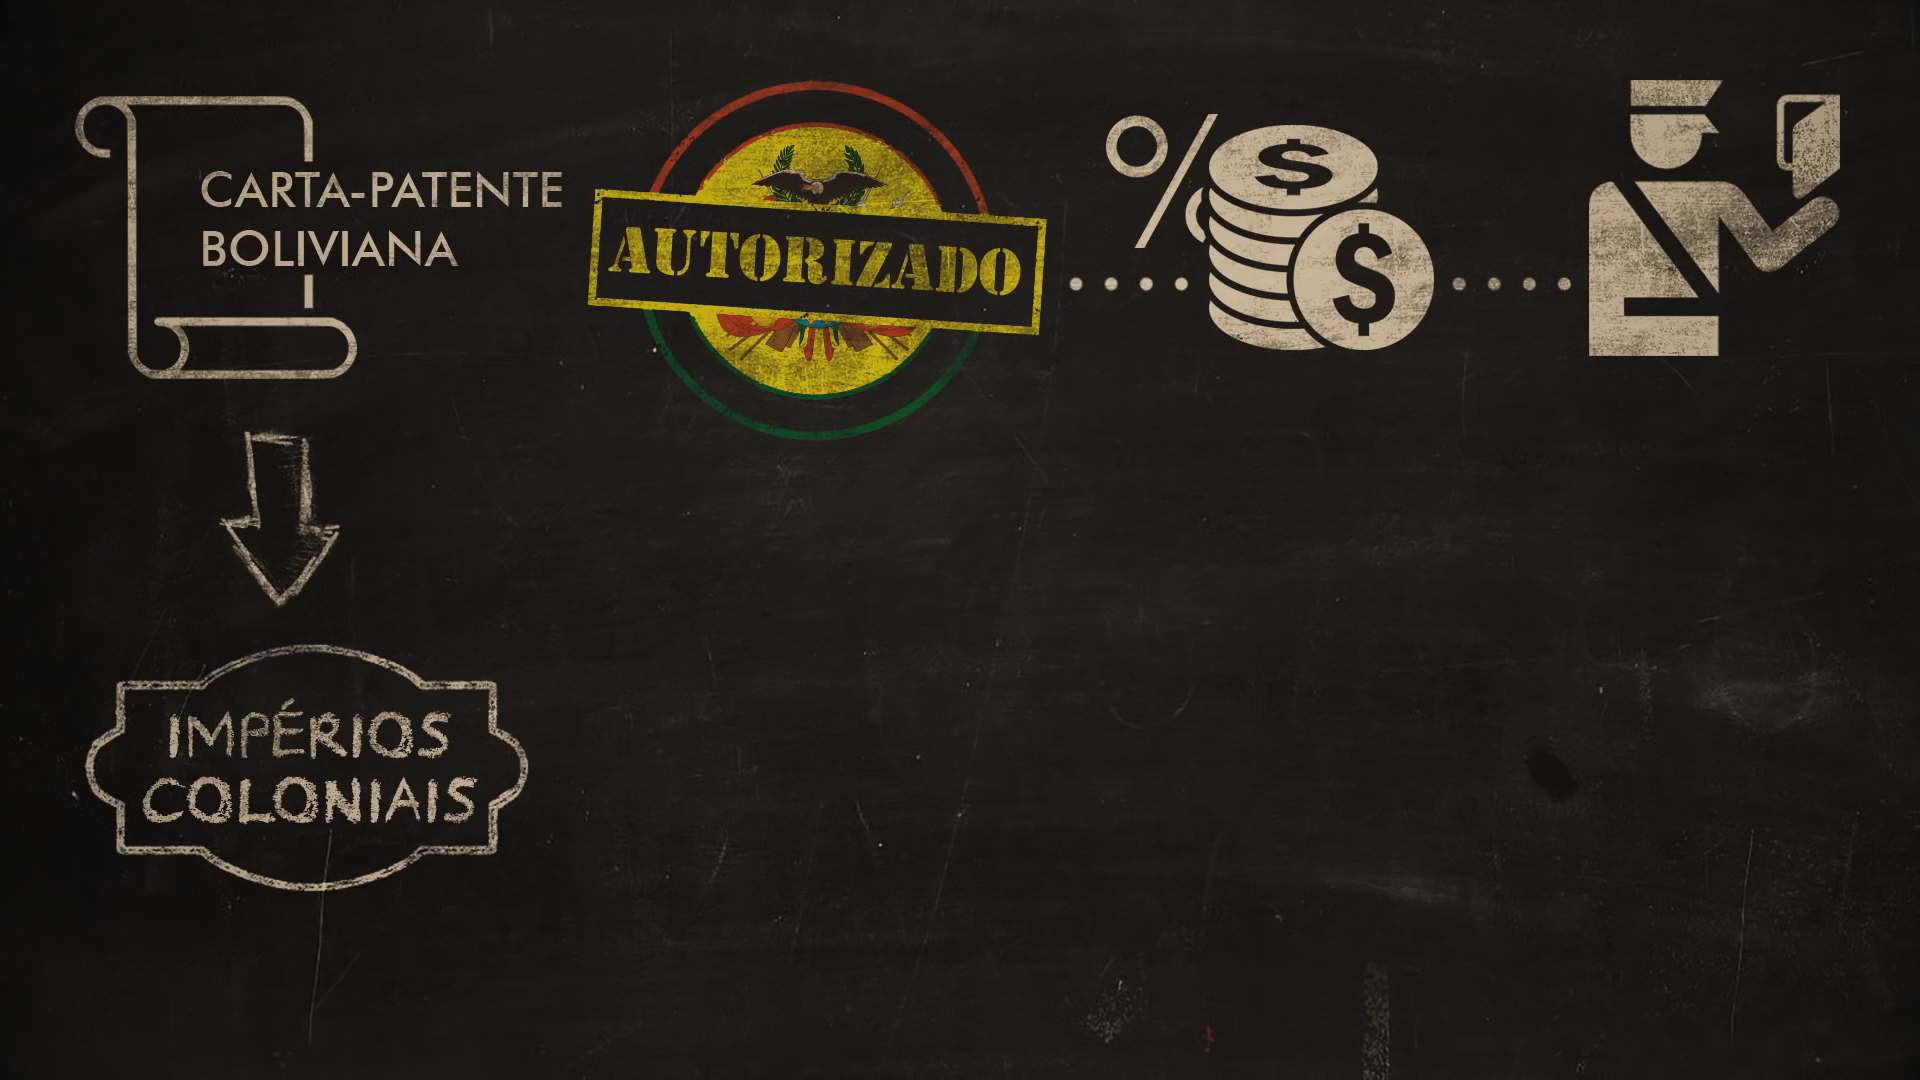 CARTA-PATENTE
BOLIVIANA
AUTORIZADO
%
$
$
IMPÉRIOS
COLONIAIS